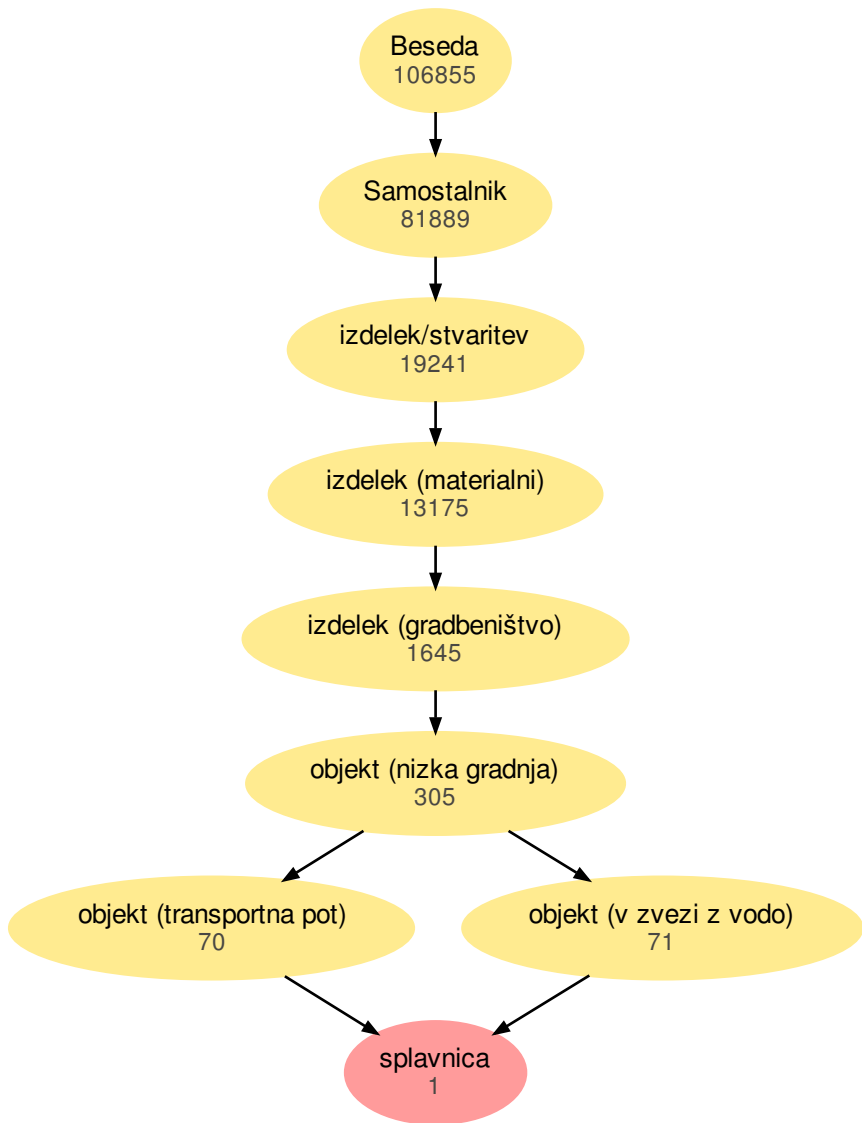 Beseda
106855
Samostalnik
81889
izdelek/stvaritev
19241
izdelek (materialni)
13175
izdelek (gradbeništvo)
1645
objekt (nizka gradnja)
305
objekt (transportna pot)
70
objekt (v zvezi z vodo)
71
splavnica
1